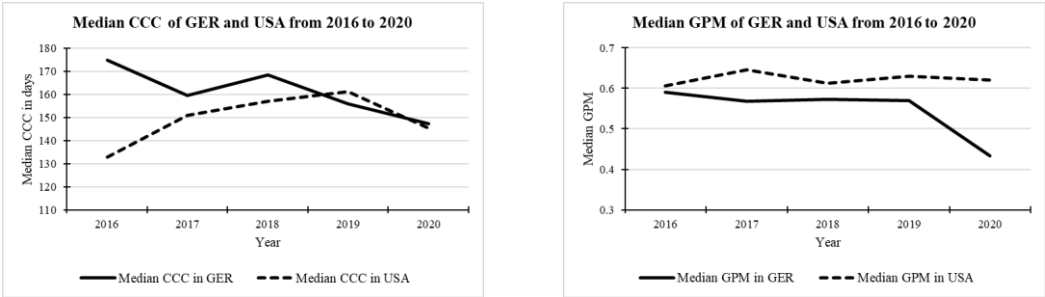 Median CCC of GER and USA from 2016 to 2020
180
170
160
150
140
130
120
110
Median CCC in days
2016 2017 2018 2019 2020
Year
Median CCC in GER Median CCC in USA
Median GPM of GER and USA from 2016 to 2020
0.7
0.6
0.5
0.4
0.3
Median GPM
2016 2017 2018 2019 2020
Year
Median GPM in GER Median GPM in USA